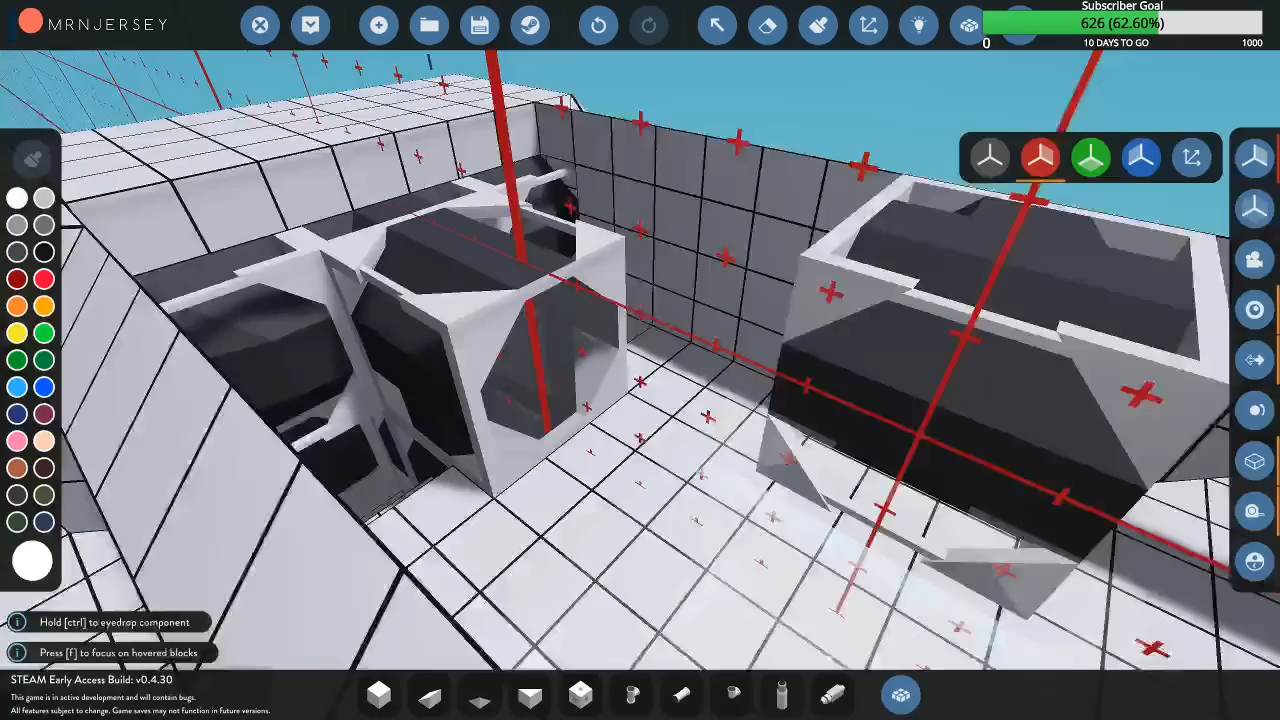 MRNJERSEY
Subscriber Goal
626 (62.60%)
0
10 DAYS TO GO
1000
Hold [ctrl] to eyedrop component
Press [f] to focus on hovered blocks
STEAM Early Access Build: v0.4.30
This game is in active development and will contain bugs.
All features subject to change. Game saves may not function in future versions.